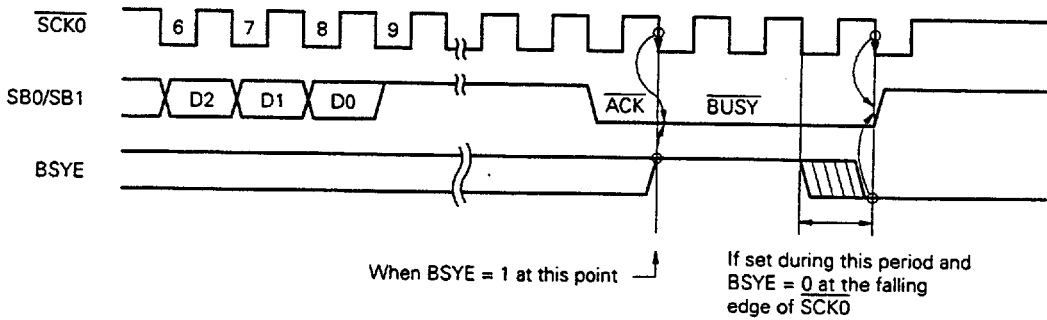 SCK0 6 7 8 9
SB0/SB1 D2 D1 D0 ACK BUSY
BSYE
When BSYE = 1 at this point
If set during this period and
BSYE = 0 at the falling
edge of SCK0